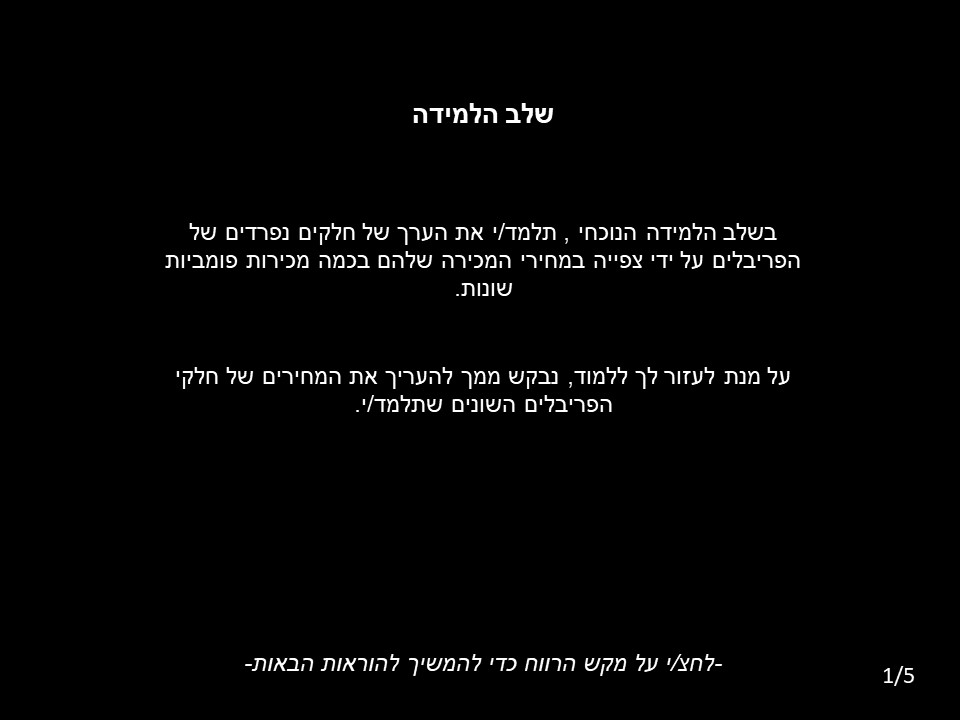 שלב הלמידה
בשלב הלמידה הנוכחי , תלמד/י את הערך של חלקים נפרדים של
הפריבלים על ידי צפייה במחירי המכירה שלהם בכמה מכירות פומביות
שונות.
על מנת לעזור לך ללמוד, נבקש ממך להעריך את המחירים של חלקי
הפריבלים השונים שתלמד/י.
-לחצ/י על מקש הרווח כדי להמשיך להוראות הבאות-
1/5